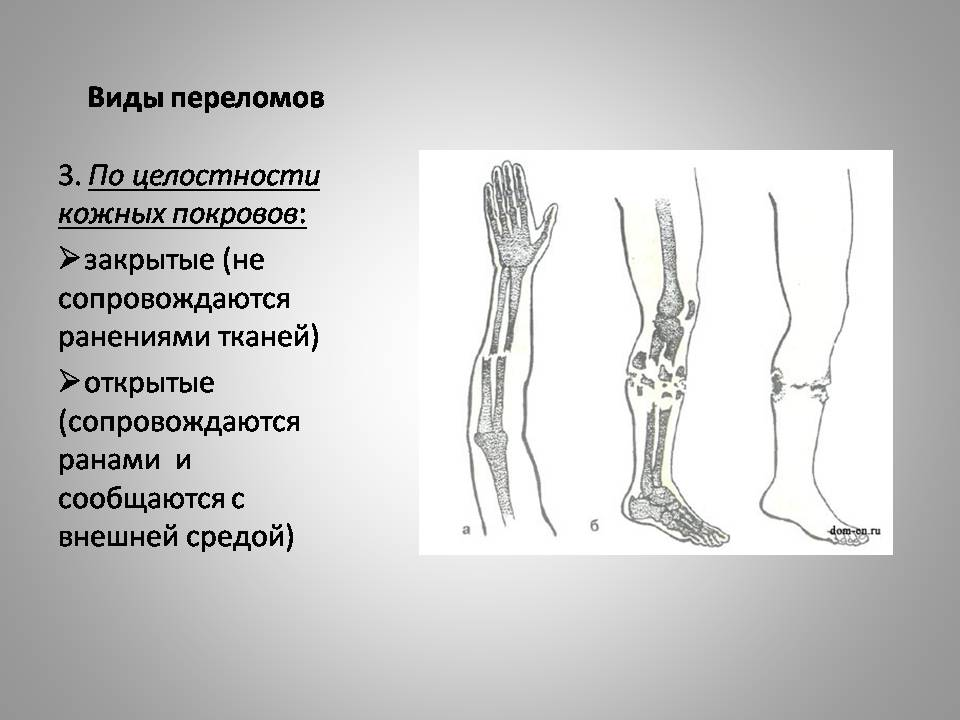 Виды переломов
3. По целостности
кожных покровов:
➢закрытые (не
сопровождаются
ранениями тканей)
➢открытые
(сопровождаются
ранами и
сообщаются с
внешней средой)
а
б
dom-en.ru